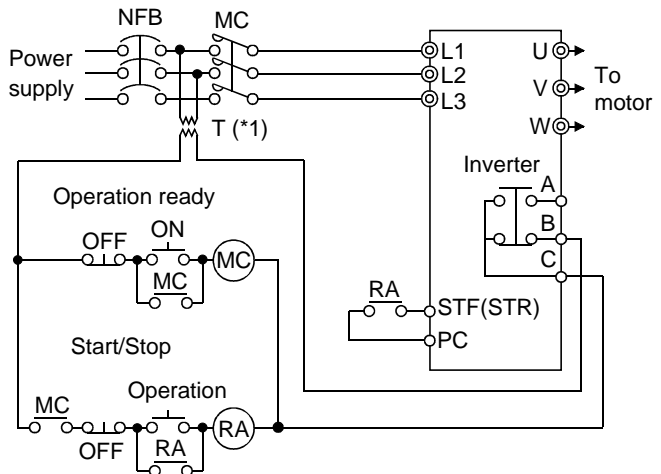 NFB
MC
Power
supply
L1
L2
L3
U
V
W
To
motor
T (*1)
Inverter
A
B
C
Operation ready
OFF
ON
MC
MC
RA
STF(STR)
PC
Start/Stop
Operation
MC
OFF
RA
RA